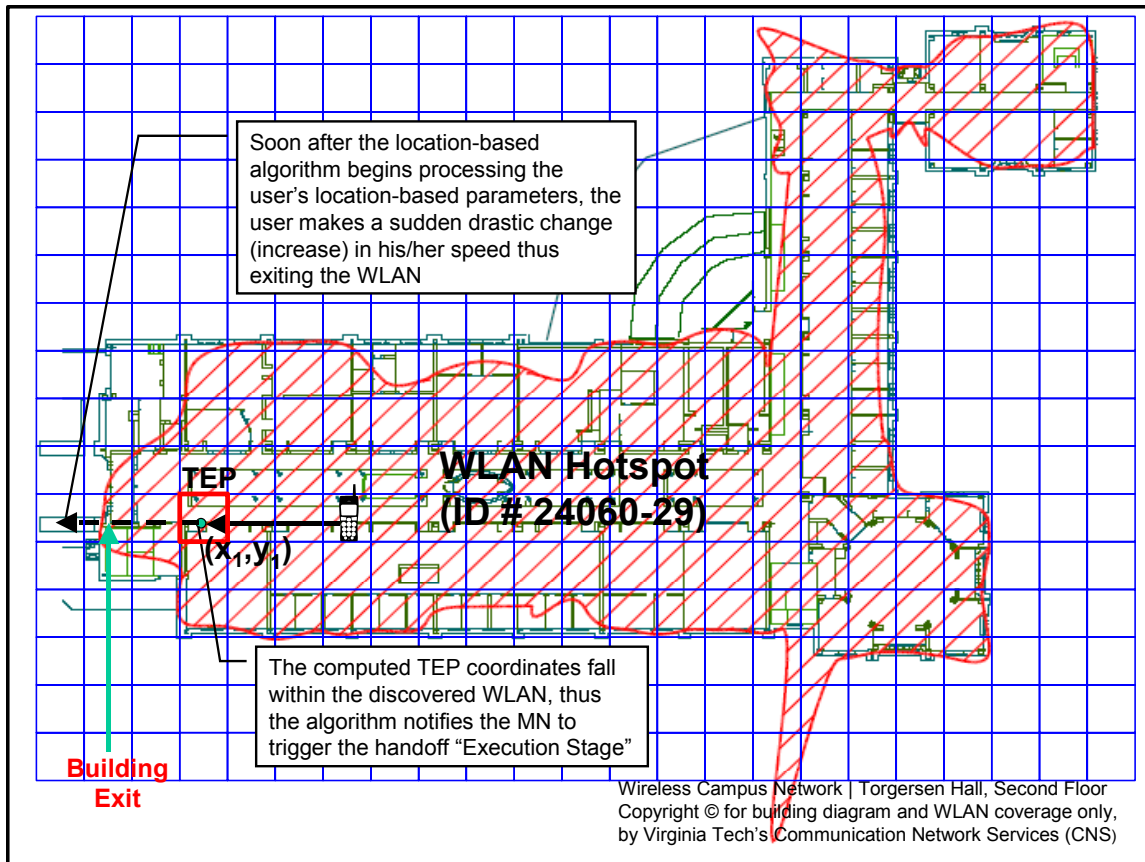 Soon after the location-based
algorithm begins processing the
user's location-based parameters, the
user makes a sudden drastic change
(increase) in his/her speed thus
exiting the WLAN
TEP
WLAN Hotspot
(ID # 24060-29)
(x₁,,y₁)
The computed TEP coordinates fall
within the discovered WLAN, thus
the algorithm notifies the MN to
trigger the handoff “Execution Stage”
Building
Exit
Wireless Campus Network | Torgersen Hall, Second Floor
Copyright © for building diagram and WLAN coverage only,
by Virginia Tech's Communication Network Services (CNS)